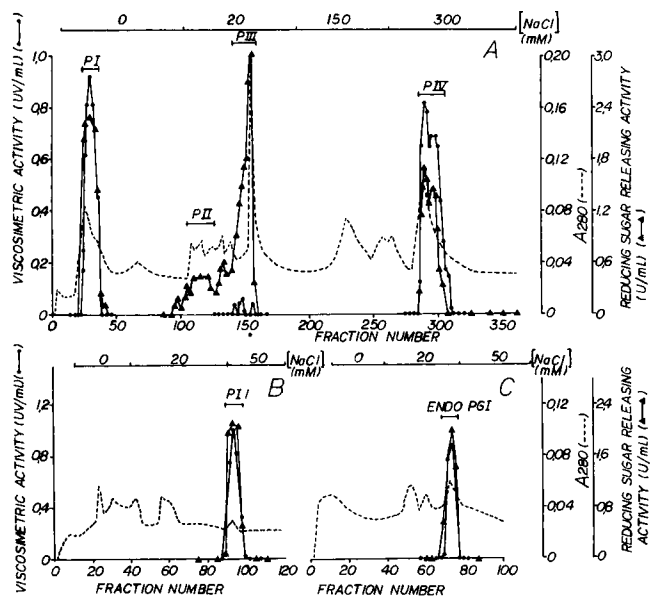 0 20 150 300 [NaCl] (mM)
VISCOSIMETRIC ACTIVITY (UV/mL) (•—•)
1,0
0,8
0,6
0,4
0,2
0
PI
PII
PIII
PIV
A
0,20
0,16
0,12
0,08
0,04
0
A280 (----)
3,0
2,4
1,8
1,2
0,6
0
REDUCING SUGAR RELEASING ACTIVITY (U/mL) (▲—▲)
0 50 100 150 200 250 300 350
FRACTION NUMBER
0 20 50 [NaCl] (mM)
VISCOSIMETRIC ACTIVITY (UV/mL) (•—•)
1,2
0,8
0,4
0
PI1
B
0 20 40 60 80 100 120
FRACTION NUMBER
0 20 30 50 [NaCl] (mM)
ENDO PGI
C
0 20 40 60 80 100
FRACTION NUMBER
0,12
0,08
0,04
0
A280 (----)
2,4
1,6
0,8
0
REDUCING SUGAR RELEASING ACTIVITY (U/mL) (▲—▲)